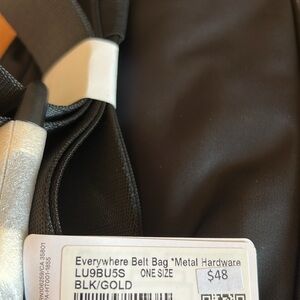 Everywhere Belt Bag *Metal Hardware
LU9BU5S ONE SIZE
$48
BLK/GOLD